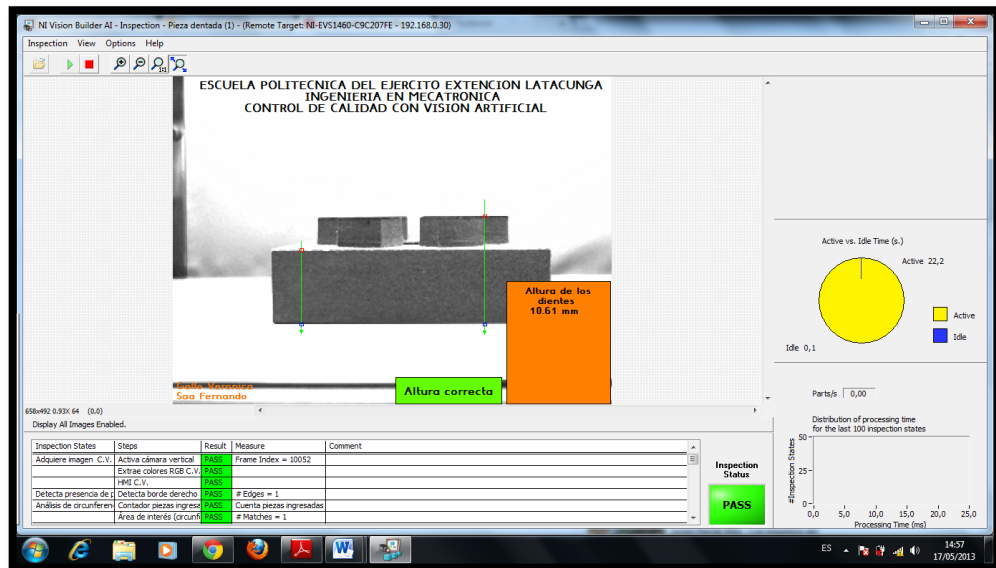 NI Vision Builder AI - Inspection - Pieza dentada (1) - (Remote Target: NI-EVS1460-C9C207FE - 192.168.0.30)
Inspection View Options Help
ESCUELA POLITECNICA DEL EJERCITO EXTENCION LATACUNGA
INGENIERIA EN MECATRONICA
CONTROL DE CALIDAD CON VISION ARTIFICIAL
Altura de los
dientes
10.61 mm
Altura correcta
Saa Fernando
658x492 0.93X 64 (0,0)
Display All Images Enabled.
Active vs. Idle Time (s.)
Active 22,2
Active
Idle
Idle 0,1
Parts/s 0,00
Distribution of processing time
for the last 100 inspection states
#Inspection States
50
25
0
0,0 5,0 10,0 15,0 20,0 25,0
Processing Time (ms)
Inspection States Steps Result Measure Comment
Adquiere imagen C.V. Activa cámara vertical PASS Frame Index = 10052
Extrae colores RGB C.V. PASS
HMI C.V. PASS
Detecta presencia de p Detecta borde derecho PASS # Edges = 1
Análisis de circunferen Contador piezas ingresa PASS Cuenta piezas ingresadas
Área de interés (circunf PASS # Matches = 1
Inspection
Status
PASS
ES
14:57
17/05/2013